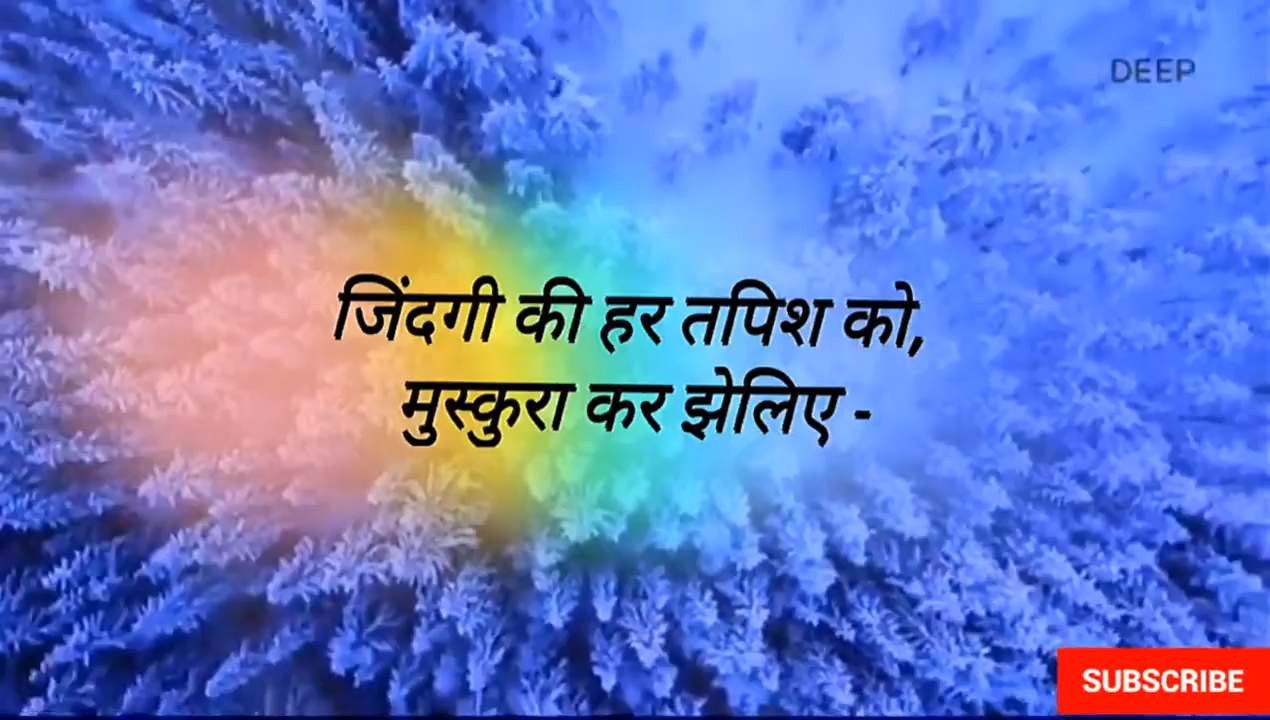 DEEP
जिंदगी की हर तपिश को,
मुस्कुरा कर झेलिए -
SUBSCRIBE